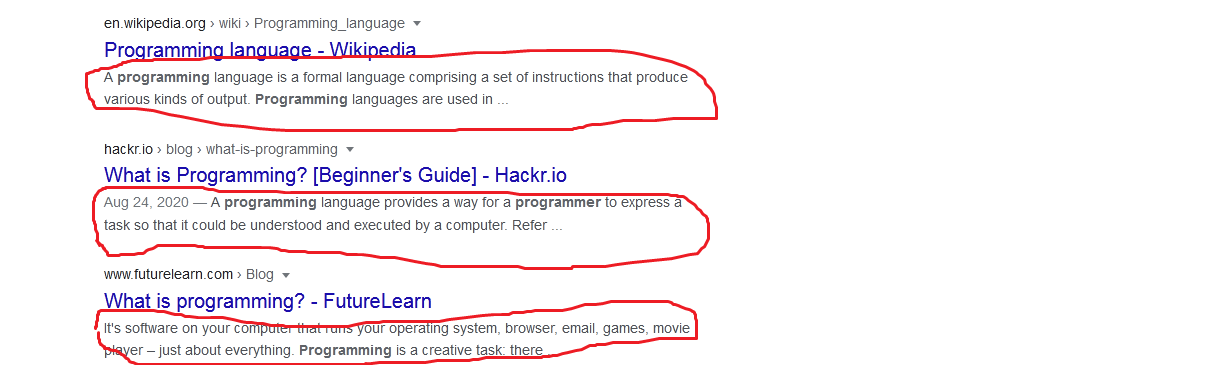 en.wikipedia.org › wiki › Programming_language
Programming language - Wikipedia
A programming language is a formal language comprising a set of instructions that produce
various kinds of output. Programming languages are used in ...
hackr.io › blog › what-is-programming
What is Programming? [Beginner's Guide] - Hackr.io
Aug 24, 2020 — A programming language provides a way for a programmer to express a
task so that it could be understood and executed by a computer. Refer ...
www.futurelearn.com › Blog
What is programming? - FutureLearn
It's software on your computer that runs your operating system, browser, email, games, movie
player – just about everything. Programming is a creative task: there ...